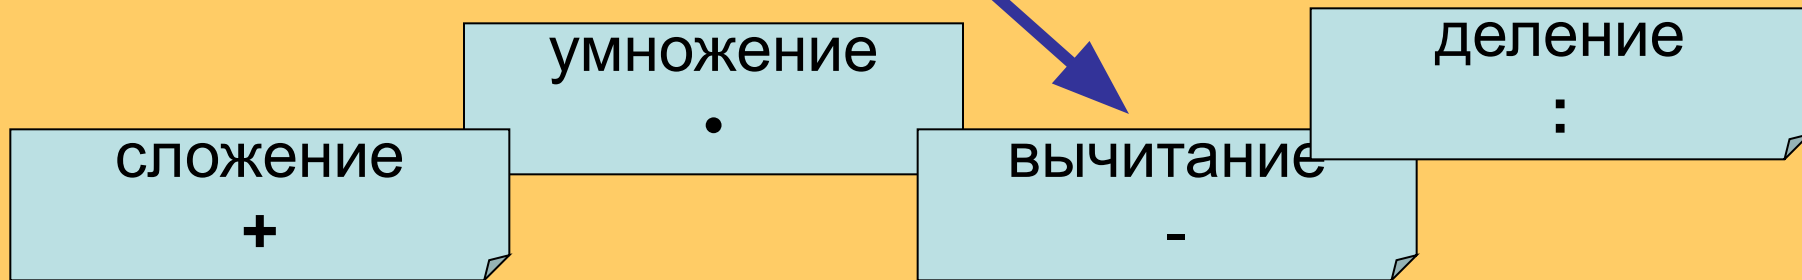 сложение
+
умножение
•
вычитание
-
деление
: